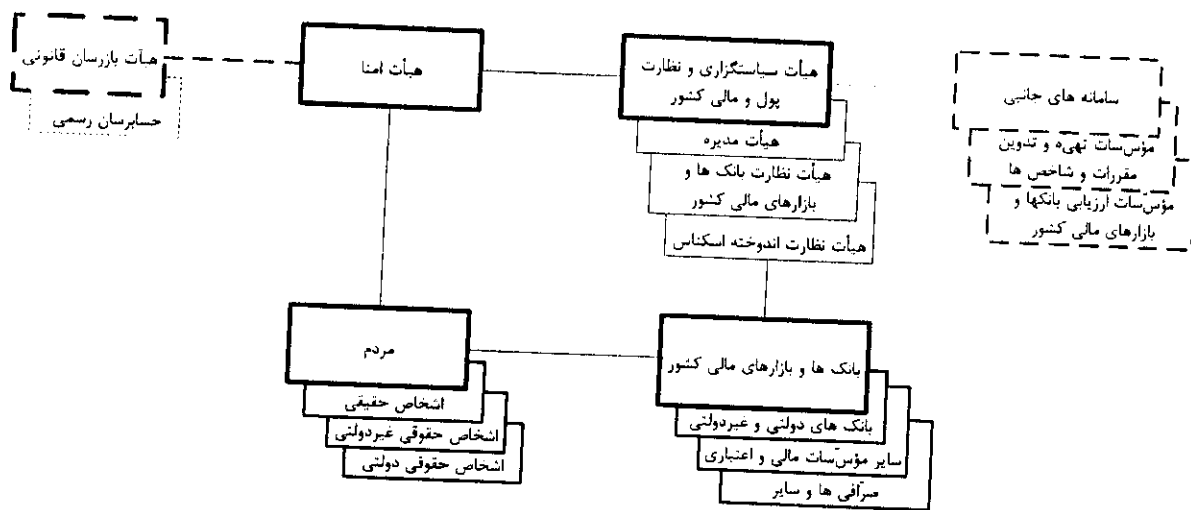 هیأت بازرسان قانونی
حسابرسان رسمی
هیأت امنا
هیأت سیاستگزاری و نظارت
پول و مالی کشور
هیأت مدیره
هیأت نظارت بانک ها و
بازارهای مالی کشور
هیأت نظارت اندوخته اسکناس
سامانه های جانبی
مؤسسات تهیه و تدوین
مقررات و شاخص ها
مؤسسات ارزیابی بانکها و
بازارهای مالی کشور
مردم
اشخاص حقیقی
اشخاص حقوقی غیردولتی
اشخاص حقوقی دولتی
بانک ها و بازارهای مالی کشور
بانک های دولتی و غیردولتی
سایر مؤسسات مالی و اعتباری
صرّافی ها و سایر